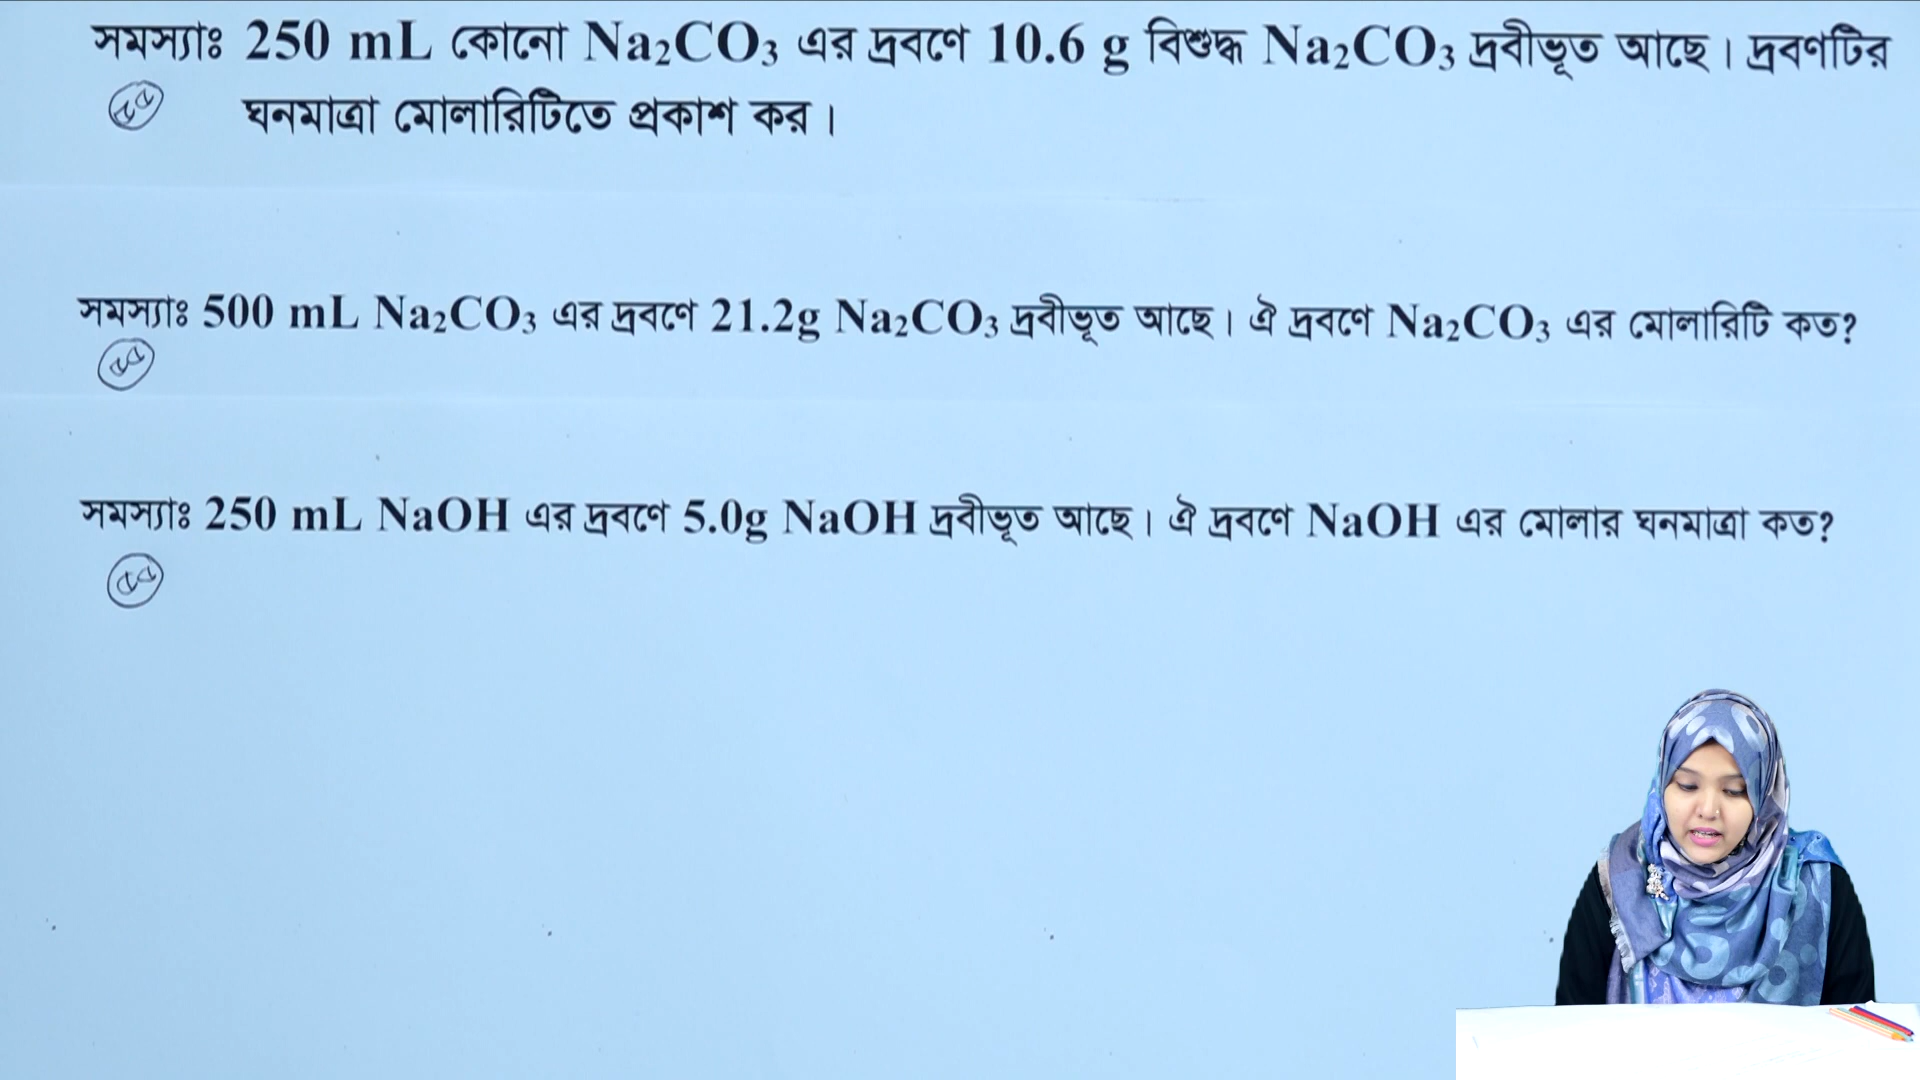 সমস্যাঃ 250 mL কোনো Na₂CO₃ এর দ্রবণে 10.6 g বিশুদ্ধ Na₂CO₃ দ্রবীভূত আছে। দ্রবণটির
ঘনমাত্রা মোলারিটিতে প্রকাশ কর।
সমস্যাঃ 500 mL Na₂CO₃ এর দ্রবণে 21.2g Na₂CO₃ দ্রবীভূত আছে। ঐ দ্রবণে Na₂CO₃ এর মোলারিটি কত?
সমস্যাঃ 250 mL NaOH এর দ্রবণে 5.0g NaOH দ্রবীভূত আছে। ঐ দ্রবণে NaOH এর মোলার ঘনমাত্রা কত?